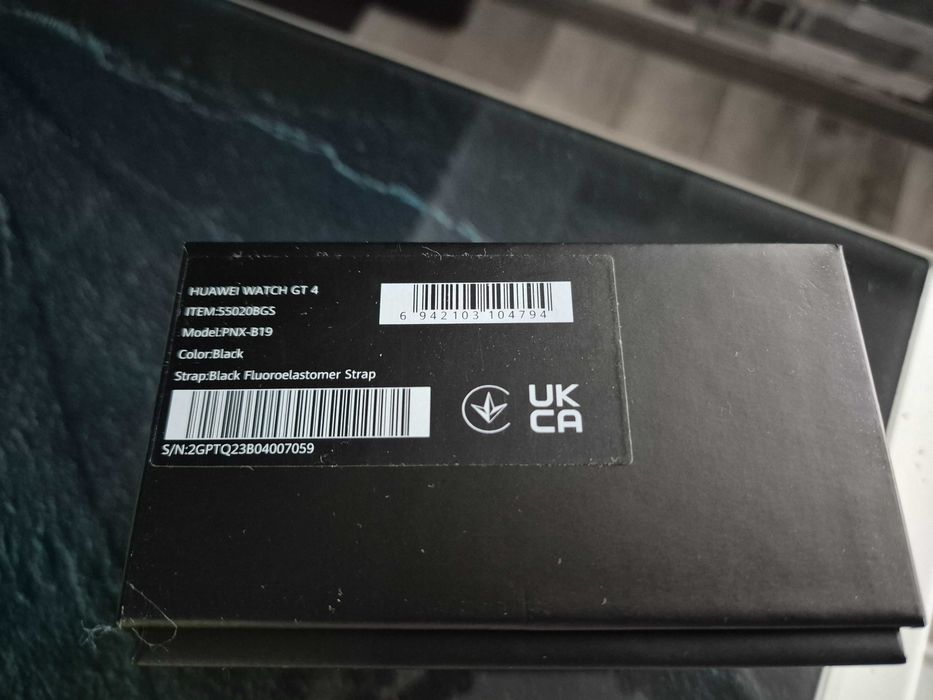 HUAWEI WATCH GT 4
ITEM:55020BGS
Model:PNX-B19
Color:Black
Strap:Black Fluoroelastomer Strap
S/N:2GPTQ23B04007059
6 942103 104794
UK
CA